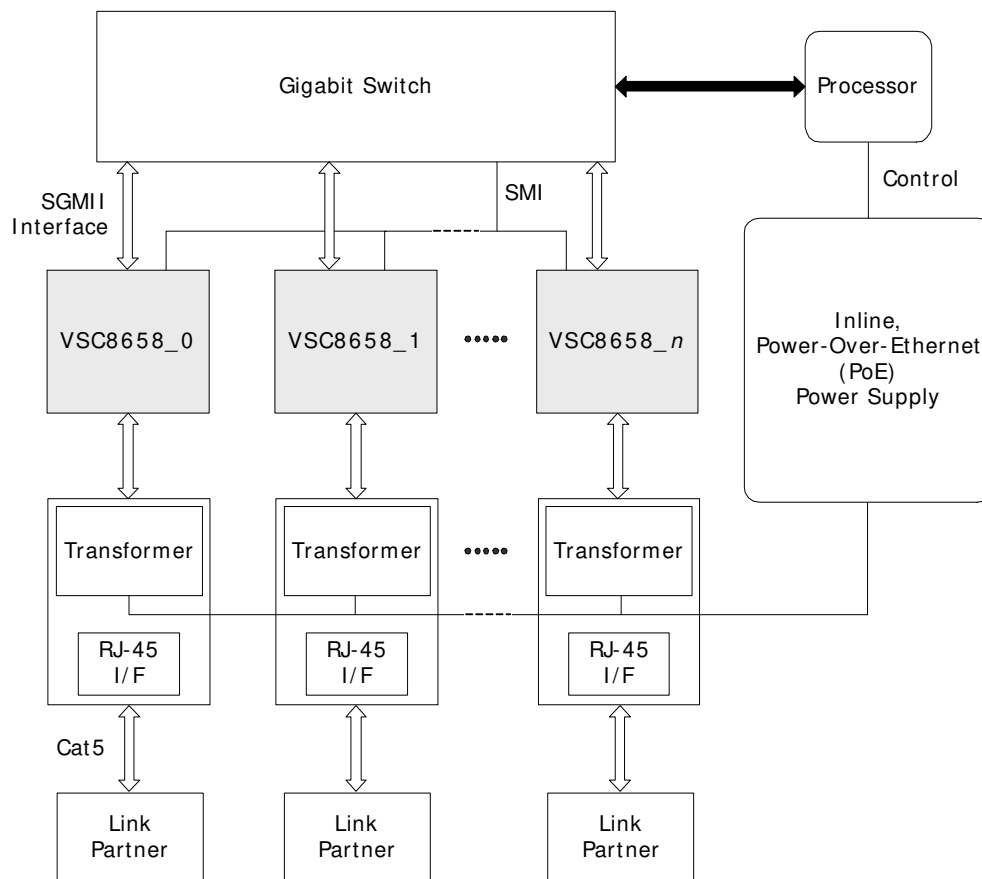 Gigabit Switch
Processor
SGMII
Interface
SMI
Control
VSC8658_0
VSC8658_1
VSC8658_n
Inline,
Power-Over-Ethernet
(PoE)
Power Supply
Transformer
Transformer
Transformer
RJ-45
I/F
RJ-45
I/F
RJ-45
I/F
Cat5
Link
Partner
Link
Partner
Link
Partner